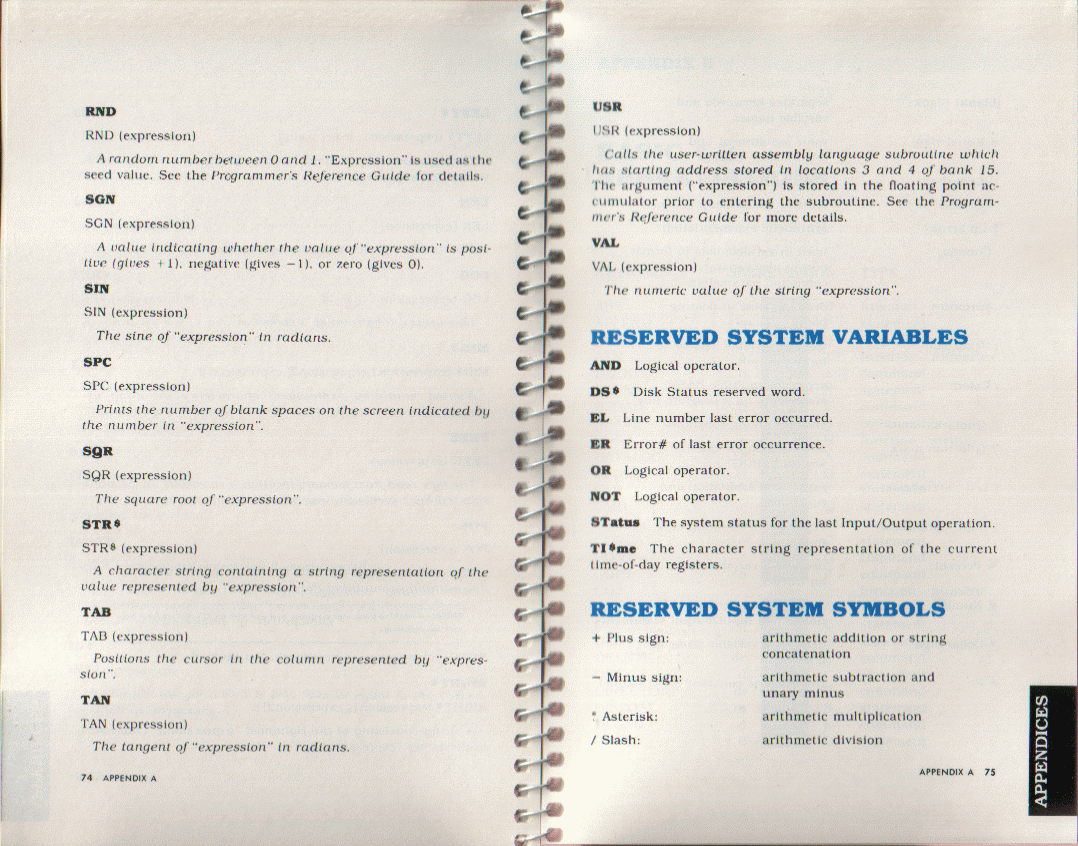 RND
RND (expression)
A random number between 0 and 1. "Expression" is used as the
seed value. See the Programmer's Reference Guide for details.
SGN
SGN (expression)
A value indicating whether the value of "expression" is posi-
tive (gives +1), negative (gives −1), or zero (gives 0).
SIN
SIN (expression)
The sine of "expression" in radians.
SPC
SPC (expression)
Prints the number of blank spaces on the screen indicated by
the number in "expression".
SQR
SQR (expression)
The square root of "expression".
STR$
STR$ (expression)
A character string containing a string representation of the
value represented by "expression".
TAB
TAB (expression)
Positions the cursor in the column represented by "expres-
sion".
TAN
TAN (expression)
The tangent of "expression" in radians.
74 APPENDIX A
USR
USR (expression)
Calls the user-written assembly language subroutine which
has starting address stored in locations 3 and 4 of bank 15.
The argument ("expression") is stored in the floating point ac-
cumulator prior to entering the subroutine. See the Program-
mer's Reference Guide for more details.
VAL
VAL (expression)
The numeric value of the string "expression".
RESERVED SYSTEM VARIABLES
AND Logical operator.
DS$ Disk Status reserved word.
EL Line number last error occurred.
ER Error# of last error occurrence.
OR Logical operator.
NOT Logical operator.
STatus The system status for the last Input/Output operation.
TI$me The character string representation of the current
time-of-day registers.
RESERVED SYSTEM SYMBOLS
+ Plus sign: arithmetic addition or string
concatenation
− Minus sign: arithmetic subtraction and
unary minus
* Asterisk: arithmetic multiplication
/ Slash: arithmetic division
APPENDIX A 75
APPENDICES